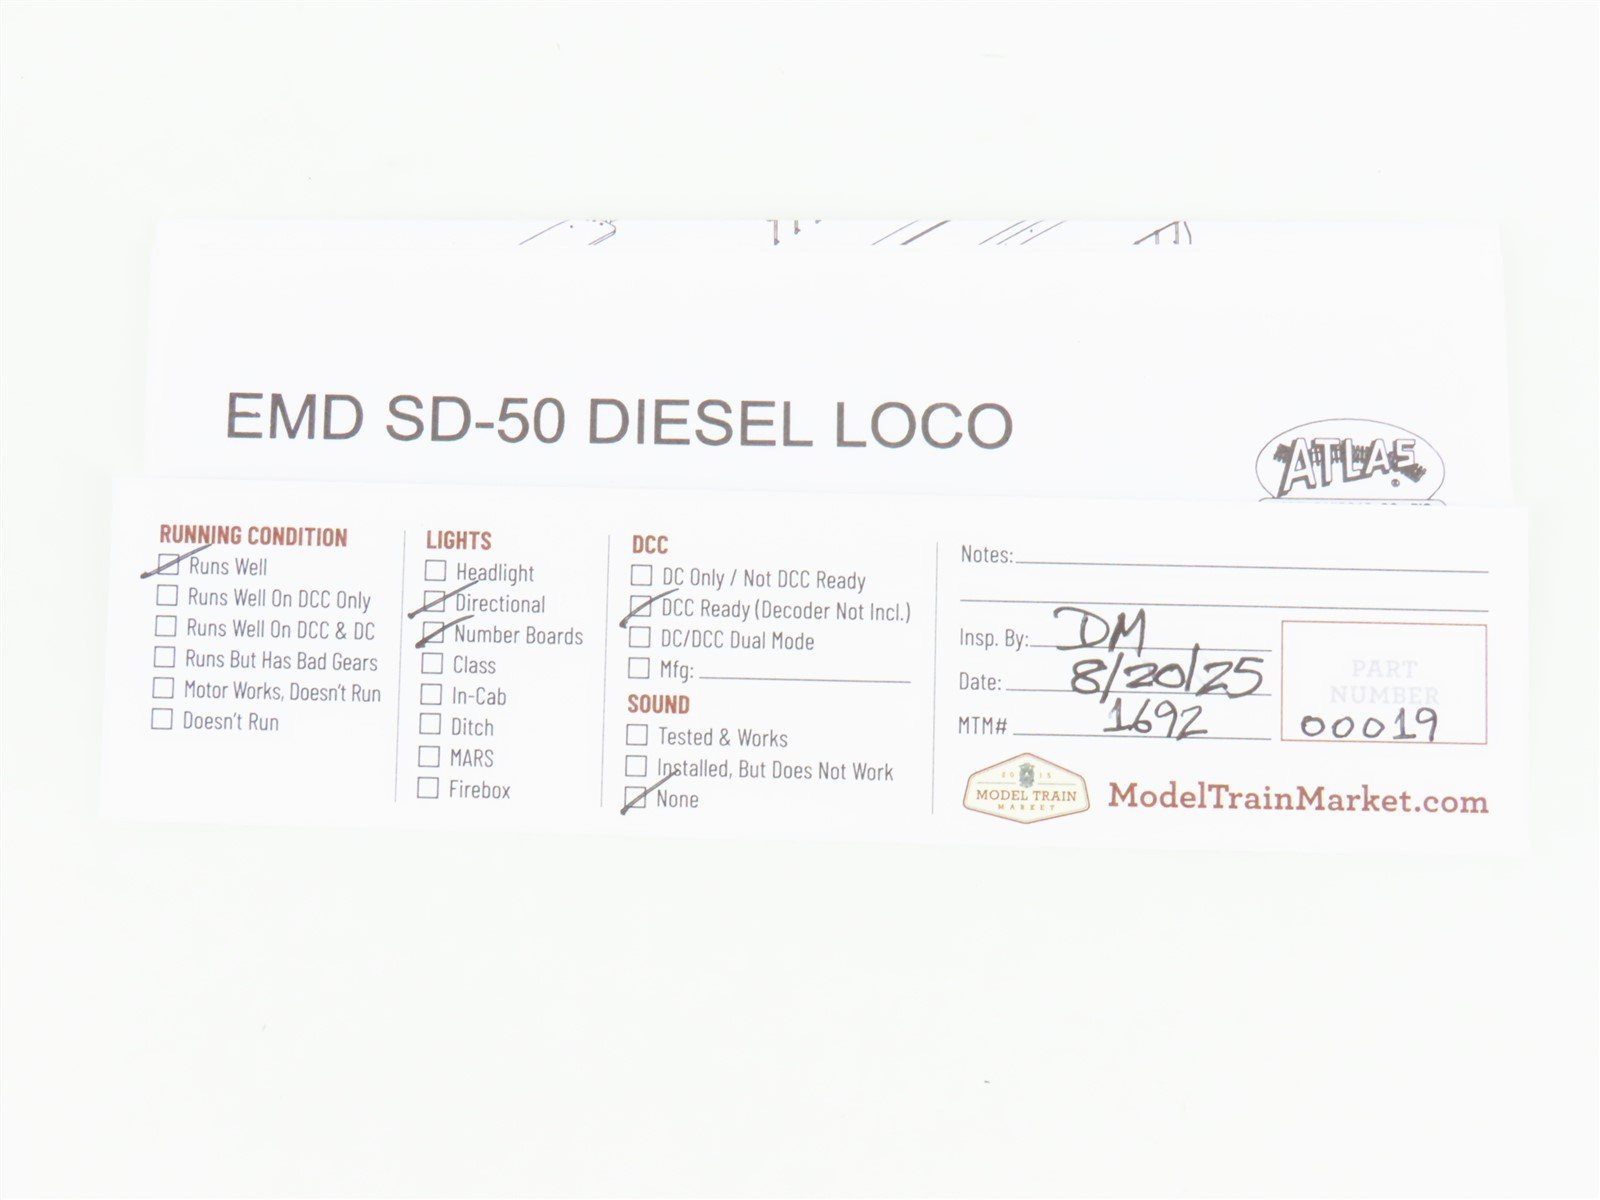 EMD SD-50 DIESEL LOCO
ATLAS
®
RUNNING CONDITION
Runs Well
Runs Well On DCC Only
Runs Well On DCC & DC
Runs But Has Bad Gears
Motor Works, Doesn't Run
Doesn't Run
LIGHTS
Headlight
Directional
Number Boards
Class
In-Cab
Ditch
MARS
Firebox
DCC
DC Only / Not DCC Ready
DCC Ready (Decoder Not Incl.)
DC/DCC Dual Mode
Mfg:
SOUND
Tested & Works
Installed, But Does Not Work
None
Notes:
Insp. By: DM
Date: 8/20/25
MTM# 1692
PART
NUMBER
00019
2015
MODEL TRAIN
MARKET
ModelTrainMarket.com